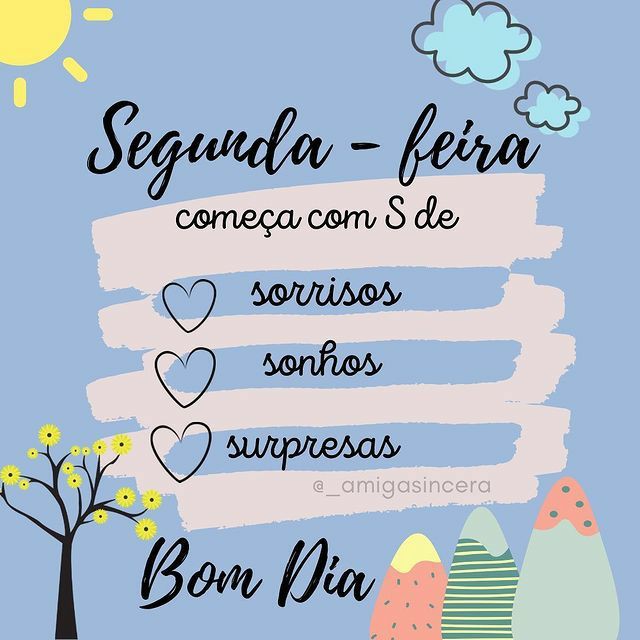 Segunda - feira
começa com S de
sorrisos
sonhos
surpresas
@_amigasincera
Bom Dia